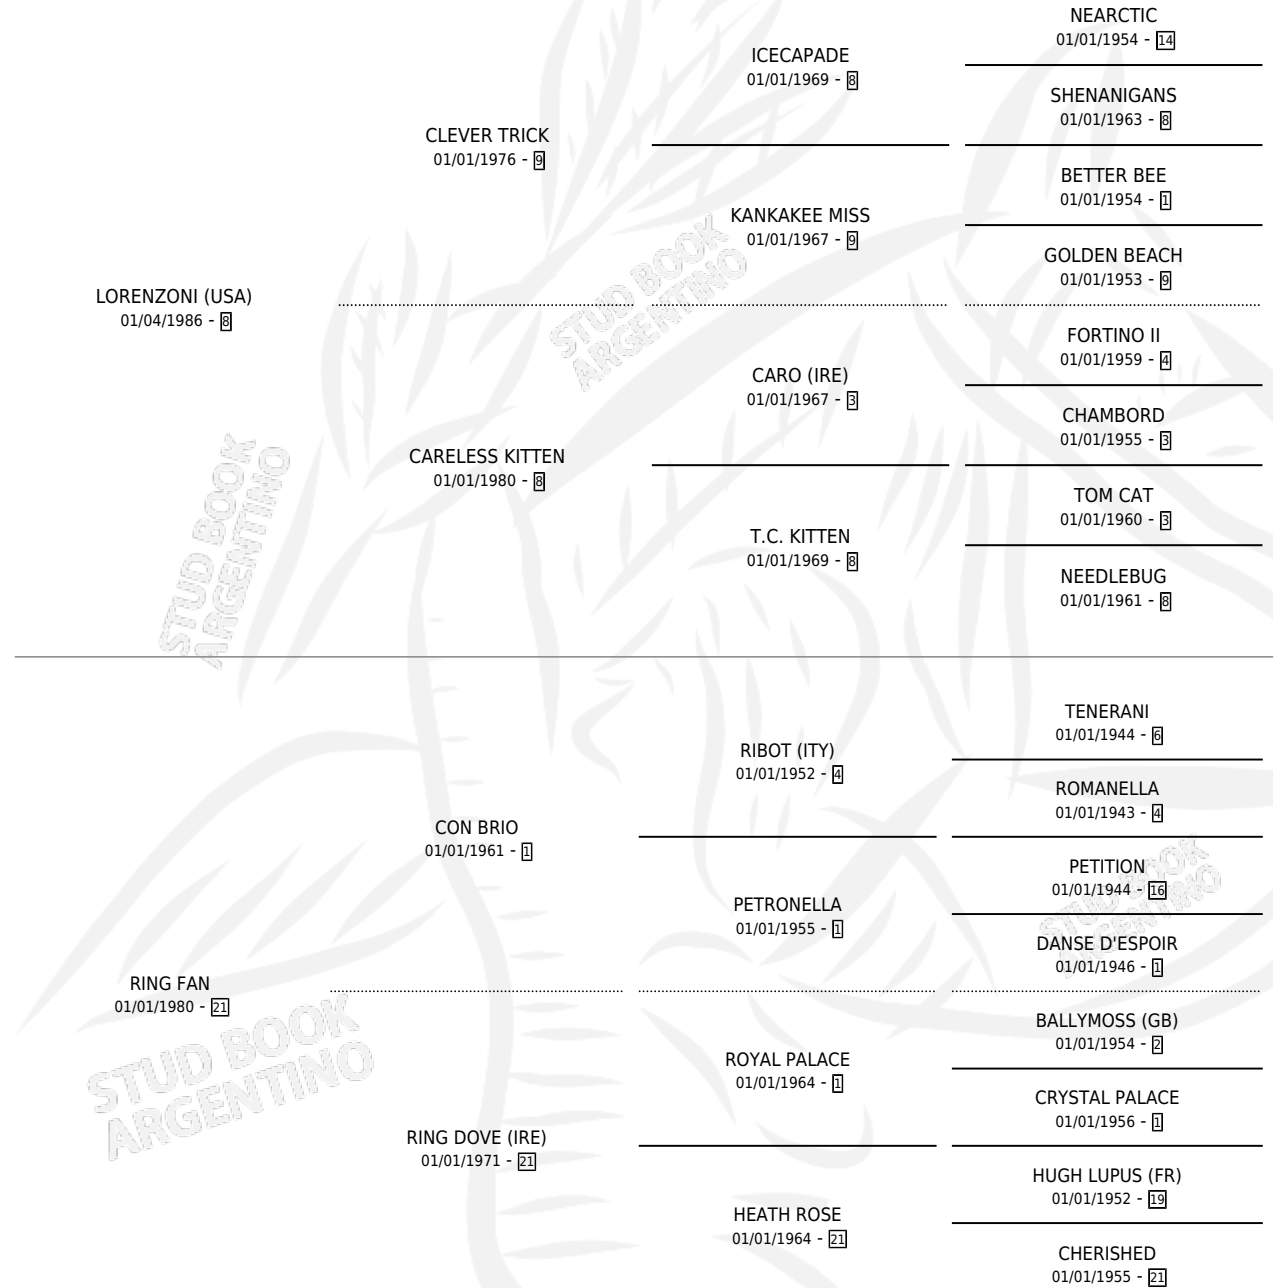 NEARCTIC
01/01/1954 - 14
ICECAPADE
01/01/1969 - 8
SHENANIGANS
01/01/1963 - 8
CLEVER TRICK
01/01/1976 - 9
BETTER BEE
01/01/1954 - 1
KANKAKEE MISS
01/01/1967 - 9
GOLDEN BEACH
01/01/1953 - 9
LORENZONI (USA)
01/04/1986 - 8
FORTINO II
01/01/1959 - 4
CARO (IRE)
01/01/1967 - 3
CHAMBORD
01/01/1955 - 3
CARELESS KITTEN
01/01/1980 - 8
TOM CAT
01/01/1960 - 3
T.C. KITTEN
01/01/1969 - 8
NEEDLEBUG
01/01/1961 - 8
TENERANI
01/01/1944 - 6
RIBOT (ITY)
01/01/1952 - 4
ROMANELLA
01/01/1943 - 4
CON BRIO
01/01/1961 - 1
PETITION
01/01/1944 - 16
PETRONELLA
01/01/1955 - 1
DANSE D'ESPOIR
01/01/1946 - 1
RING FAN
01/01/1980 - 21
BALLYMOSS (GB)
01/01/1954 - 2
ROYAL PALACE
01/01/1964 - 1
CRYSTAL PALACE
01/01/1956 - 1
RING DOVE (IRE)
01/01/1971 - 21
HUGH LUPUS (FR)
01/01/1952 - 19
HEATH ROSE
01/01/1964 - 21
CHERISHED
01/01/1955 - 21
STUD BOOK
ARGENTINO
STUD BOOK
ARGENTINO
STUD BOOK
ARGENTINO
STUD BOOK
ARGENTINO